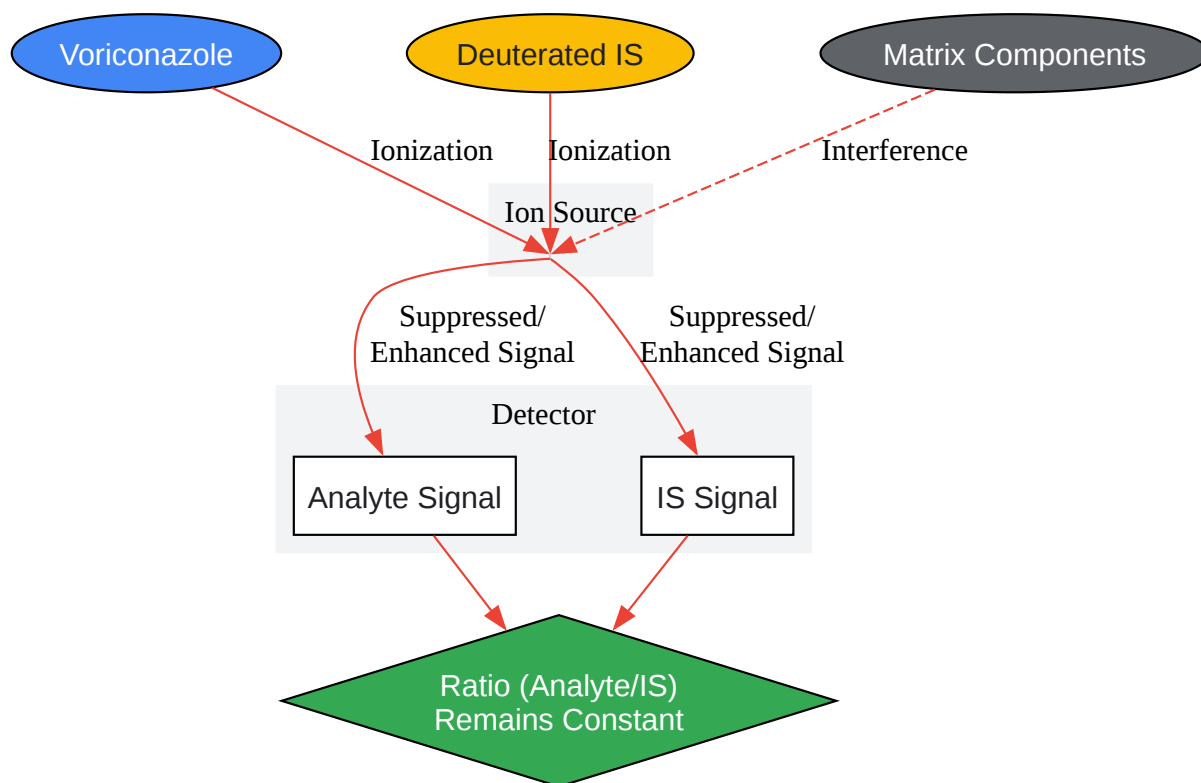 Voriconazole
Deuterated IS
Matrix Components
Ionization
Ionization
Interference
Ion Source
Suppressed/
Enhanced Signal
Suppressed/
Enhanced Signal
Detector
Analyte Signal
IS Signal
Ratio (Analyte/IS)
Remains Constant